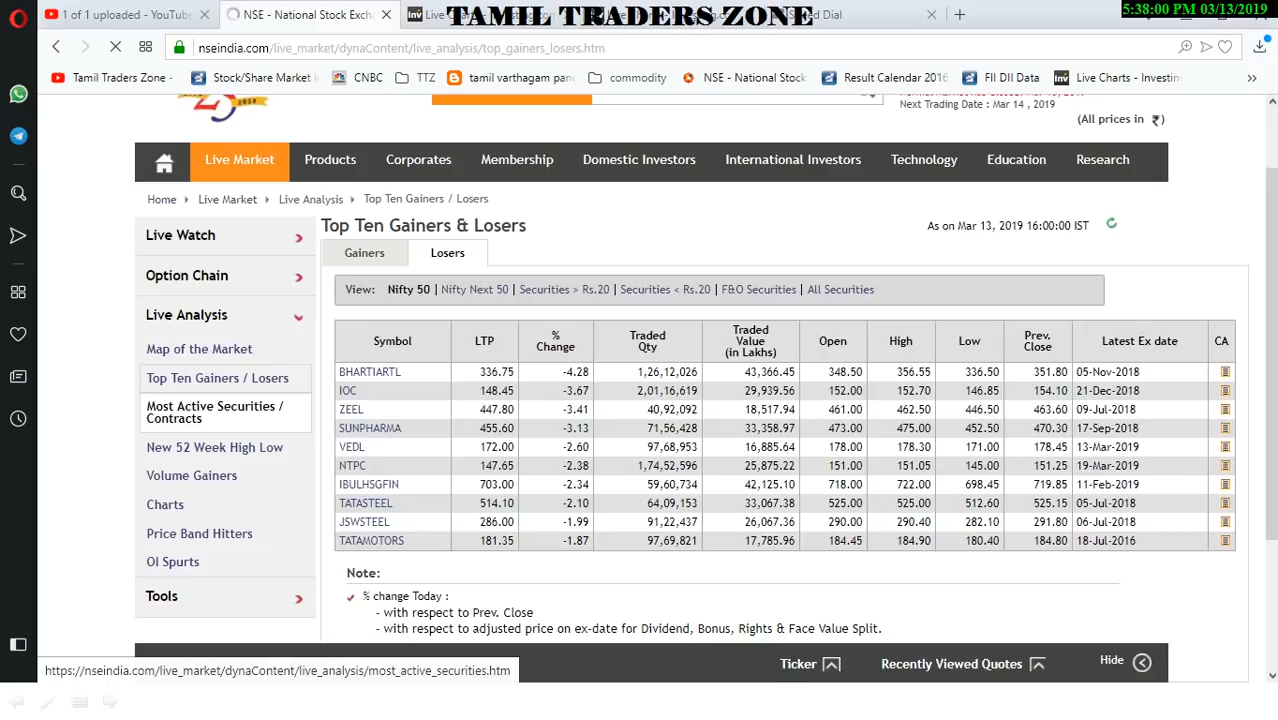 1 of 1 uploaded - YouTube
NSE - National Stock Exch
TAMIL TRADERS ZONE
5:38:00 PM 03/13/2019
nseindia.com/live_market/dynaContent/live_analysis/top_gainers_losers.htm
Tamil Traders Zone -
Stock/Share Market
CNBC
TTZ
tamil varthagam pan
commodity
NSE - National Stock
Result Calendar 2016
FII DII Data
Live Charts - Investin
Next Trading Date : Mar 14 , 2019
(All prices in ₹)
Live Market
Products
Corporates
Membership
Domestic Investors
International Investors
Technology
Education
Research
Home Live Market Live Analysis Top Ten Gainers / Losers
Live Watch
Option Chain
Live Analysis
Map of the Market
Top Ten Gainers / Losers
Most Active Securities /
Contracts
New 52 Week High Low
Volume Gainers
Charts
Price Band Hitters
OI Spurts
Tools
Top Ten Gainers & Losers
As on Mar 13, 2019 16:00:00 IST
Gainers
Losers
View: Nifty 50 | Nifty Next 50 | Securities > Rs.20 | Securities < Rs.20 | F&O Securities | All Securities
Symbol LTP % Change Traded Qty Traded Value (in Lakhs) Open High Low Prev. Close Latest Ex date CA
BHARTIARTL 336.75 -4.28 1,26,12,026 43,366.45 348.50 356.55 336.50 351.80 05-Nov-2018
IOC 148.45 -3.67 2,01,16,619 29,939.56 152.00 152.70 146.85 154.10 21-Dec-2018
ZEEL 447.80 -3.41 40,92,092 18,517.94 461.00 462.50 446.50 463.60 09-Jul-2018
SUNPHARMA 455.60 -3.13 71,56,428 33,358.97 473.00 475.00 452.50 470.30 17-Sep-2018
VEDL 172.00 -2.60 97,68,953 16,885.64 178.00 178.30 171.00 178.45 13-Mar-2019
NTPC 147.65 -2.38 1,74,52,596 25,875.22 151.00 151.05 145.00 151.25 19-Mar-2019
IBULHSGFIN 703.00 -2.34 59,60,734 42,125.10 718.00 722.00 698.45 719.85 11-Feb-2019
TATASTEEL 514.10 -2.10 64,09,153 33,067.38 525.00 525.00 512.60 525.15 05-Jul-2018
JSWSTEEL 286.00 -1.99 91,22,437 26,067.36 290.00 290.40 282.10 291.80 06-Jul-2018
TATAMOTORS 181.35 -1.87 97,69,821 17,785.96 184.45 184.90 180.40 184.80 18-Jul-2016
Note:
% change Today :
- with respect to Prev. Close
- with respect to adjusted price on ex-date for Dividend, Bonus, Rights & Face Value Split.
Ticker
Recently Viewed Quotes
Hide
https://nseindia.com/live_market/dynaContent/live_analysis/most_active_securities.htm